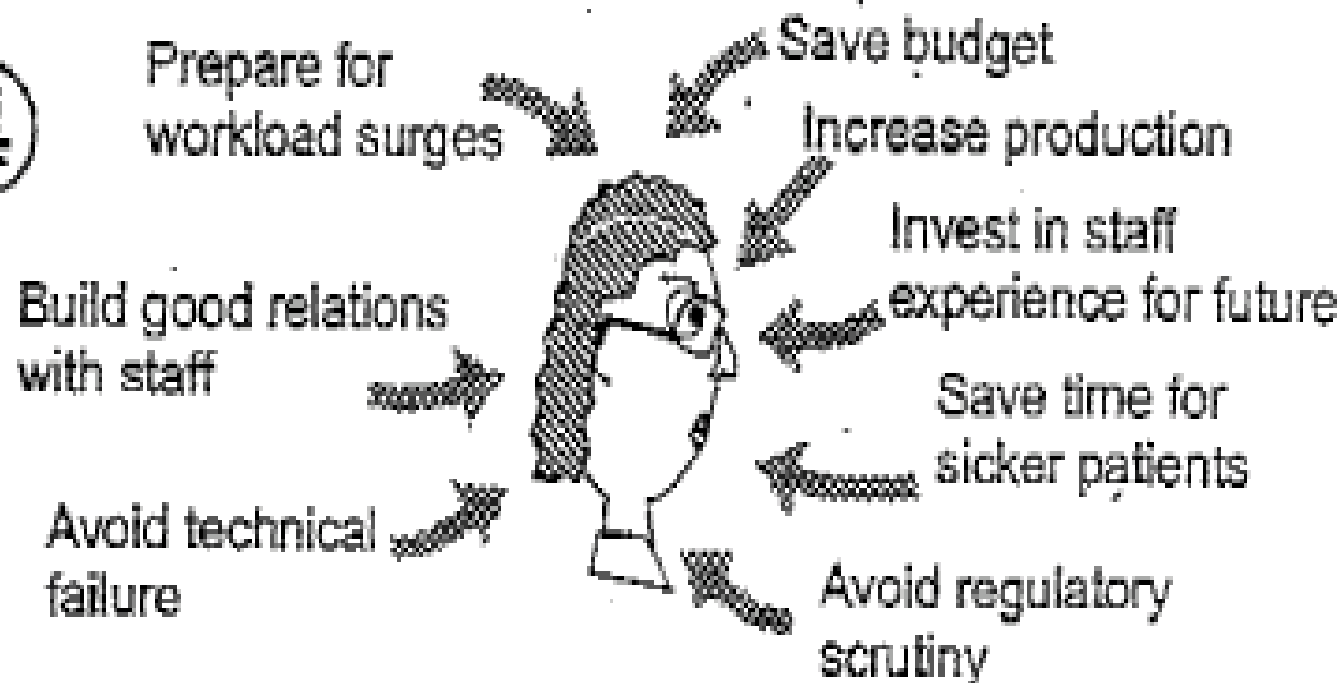 Prepare for
workload surges
Save budget
Increase production
Invest in staff
experience for future
Build good relations
with staff
Save time for
sicker patients
Avoid technical
failure
Avoid regulatory
scrutiny